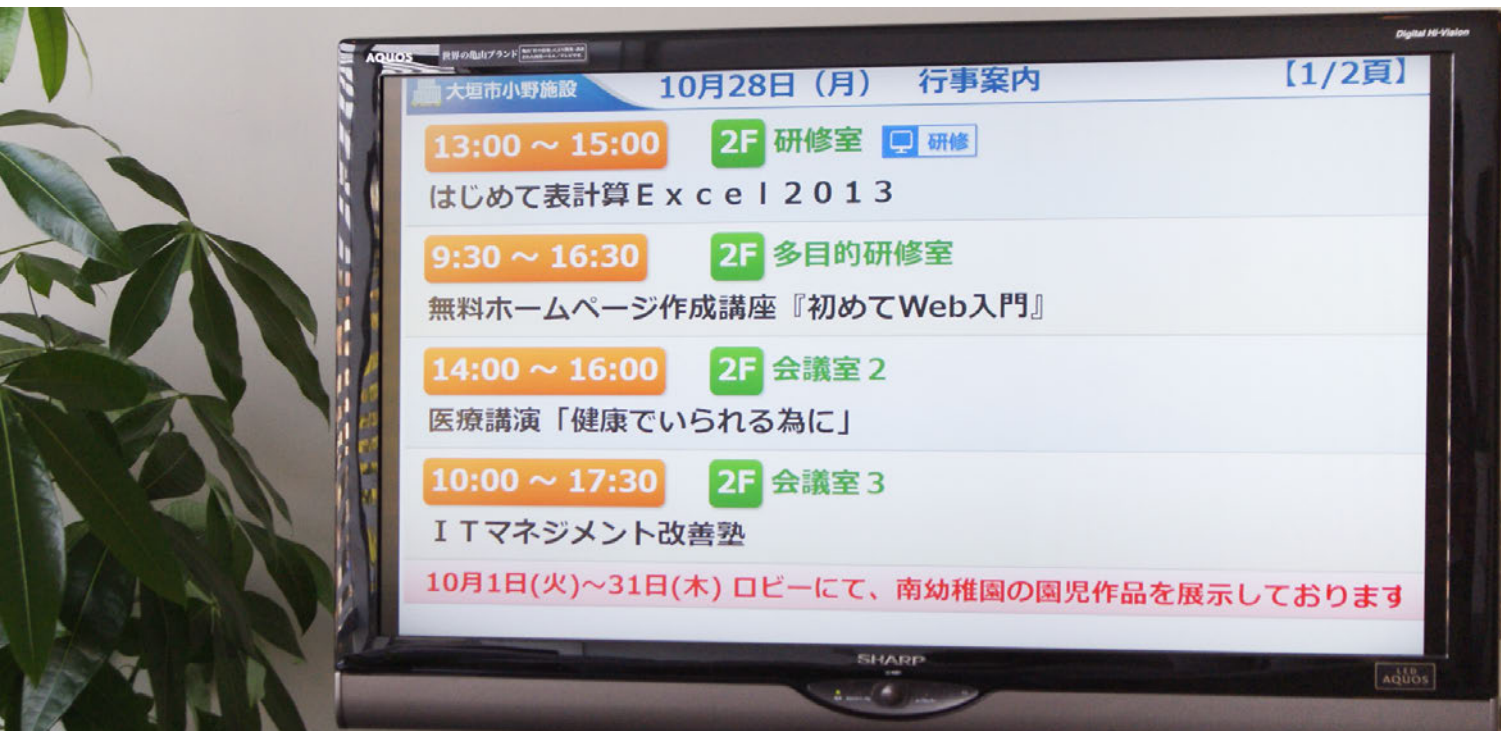 Digital Hi-Vision
AQUOS 世界の亀山ブランド
大垣市小野施設 10月28日（月） 行事案内 【1/2頁】
13:00 ～ 15:00 2F 研修室 研修
はじめて表計算Ｅｘｃｅｌ２０１３
9:30 ～ 16:30 2F 多目的研修室
無料ホームページ作成講座『初めてWeb入門』
14:00 ～ 16:00 2F 会議室２
医療講演「健康でいられる為に」
10:00 ～ 17:30 2F 会議室３
ＩＴマネジメント改善塾
10月1日(火)~31日(木) ロビーにて、南幼稚園の園児作品を展示しております
SHARP
LED
AQUOS